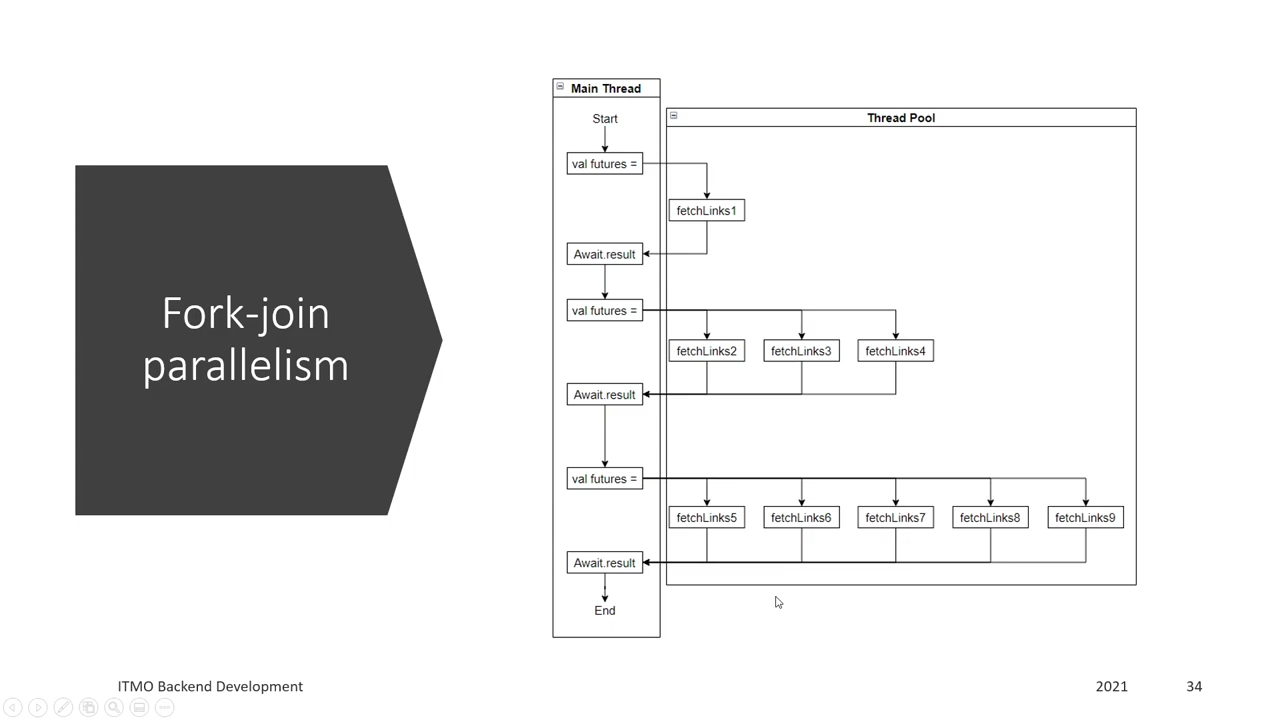 Fork-join
parallelism
Main Thread
Start
val futures =
Await.result
val futures =
Await.result
val futures =
Await.result
End
Thread Pool
fetchLinks1
fetchLinks2 fetchLinks3 fetchLinks4
fetchLinks5 fetchLinks6 fetchLinks7 fetchLinks8 fetchLinks9
ITMO Backend Development 2021 34